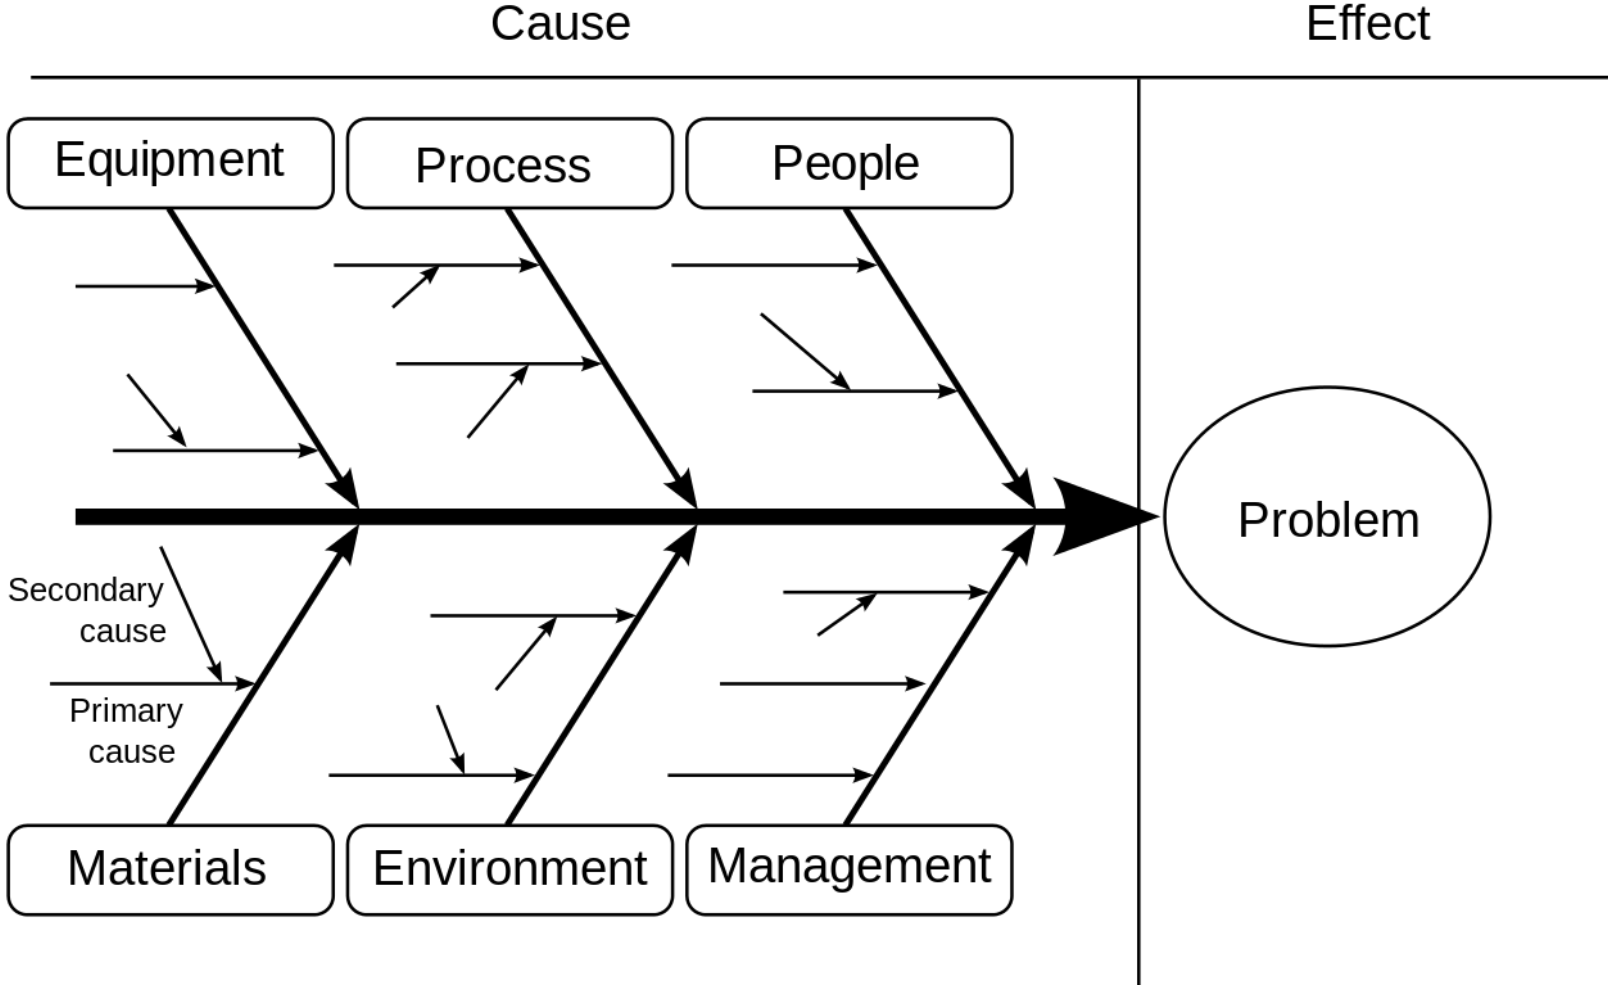 Cause
Effect
Equipment
Process
People
Problem
Secondary
cause
Primary
cause
Materials
Environment
Management